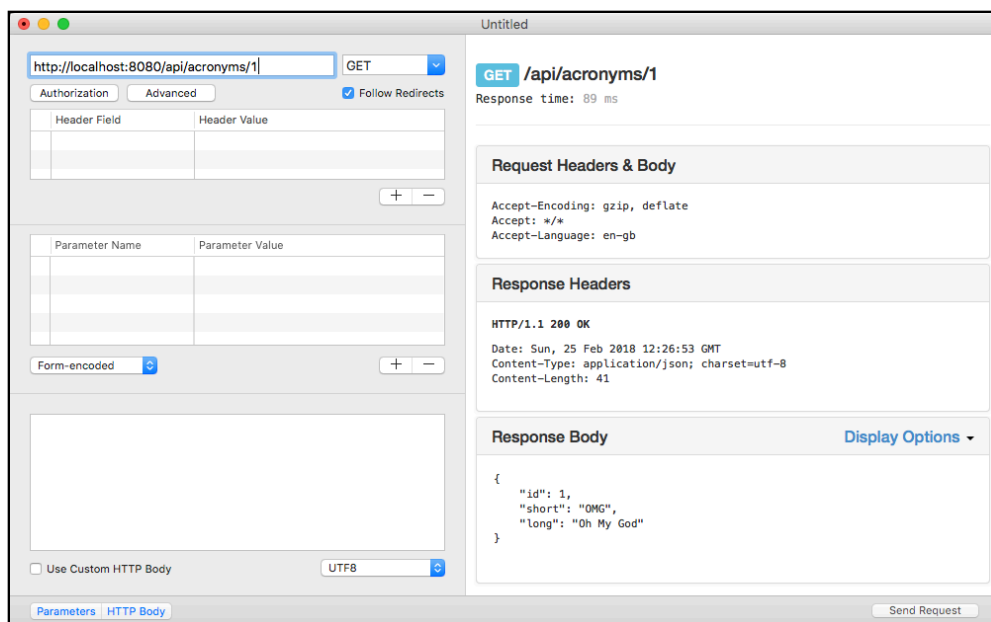 Untitled
http://localhost:8080/api/acronyms/1
GET
Authorization
Advanced
Follow Redirects
Header Field
Header Value
+ −
Parameter Name
Parameter Value
Form-encoded
+ −
Use Custom HTTP Body
UTF8
Parameters
HTTP Body
GET /api/acronyms/1
Response time: 89 ms
Request Headers & Body
Accept-Encoding: gzip, deflate
Accept: */*
Accept-Language: en-gb
Response Headers
HTTP/1.1 200 OK
Date: Sun, 25 Feb 2018 12:26:53 GMT
Content-Type: application/json; charset=utf-8
Content-Length: 41
Response Body
Display Options
{
"id": 1,
"short": "OMG",
"long": "Oh My God"
}
Send Request